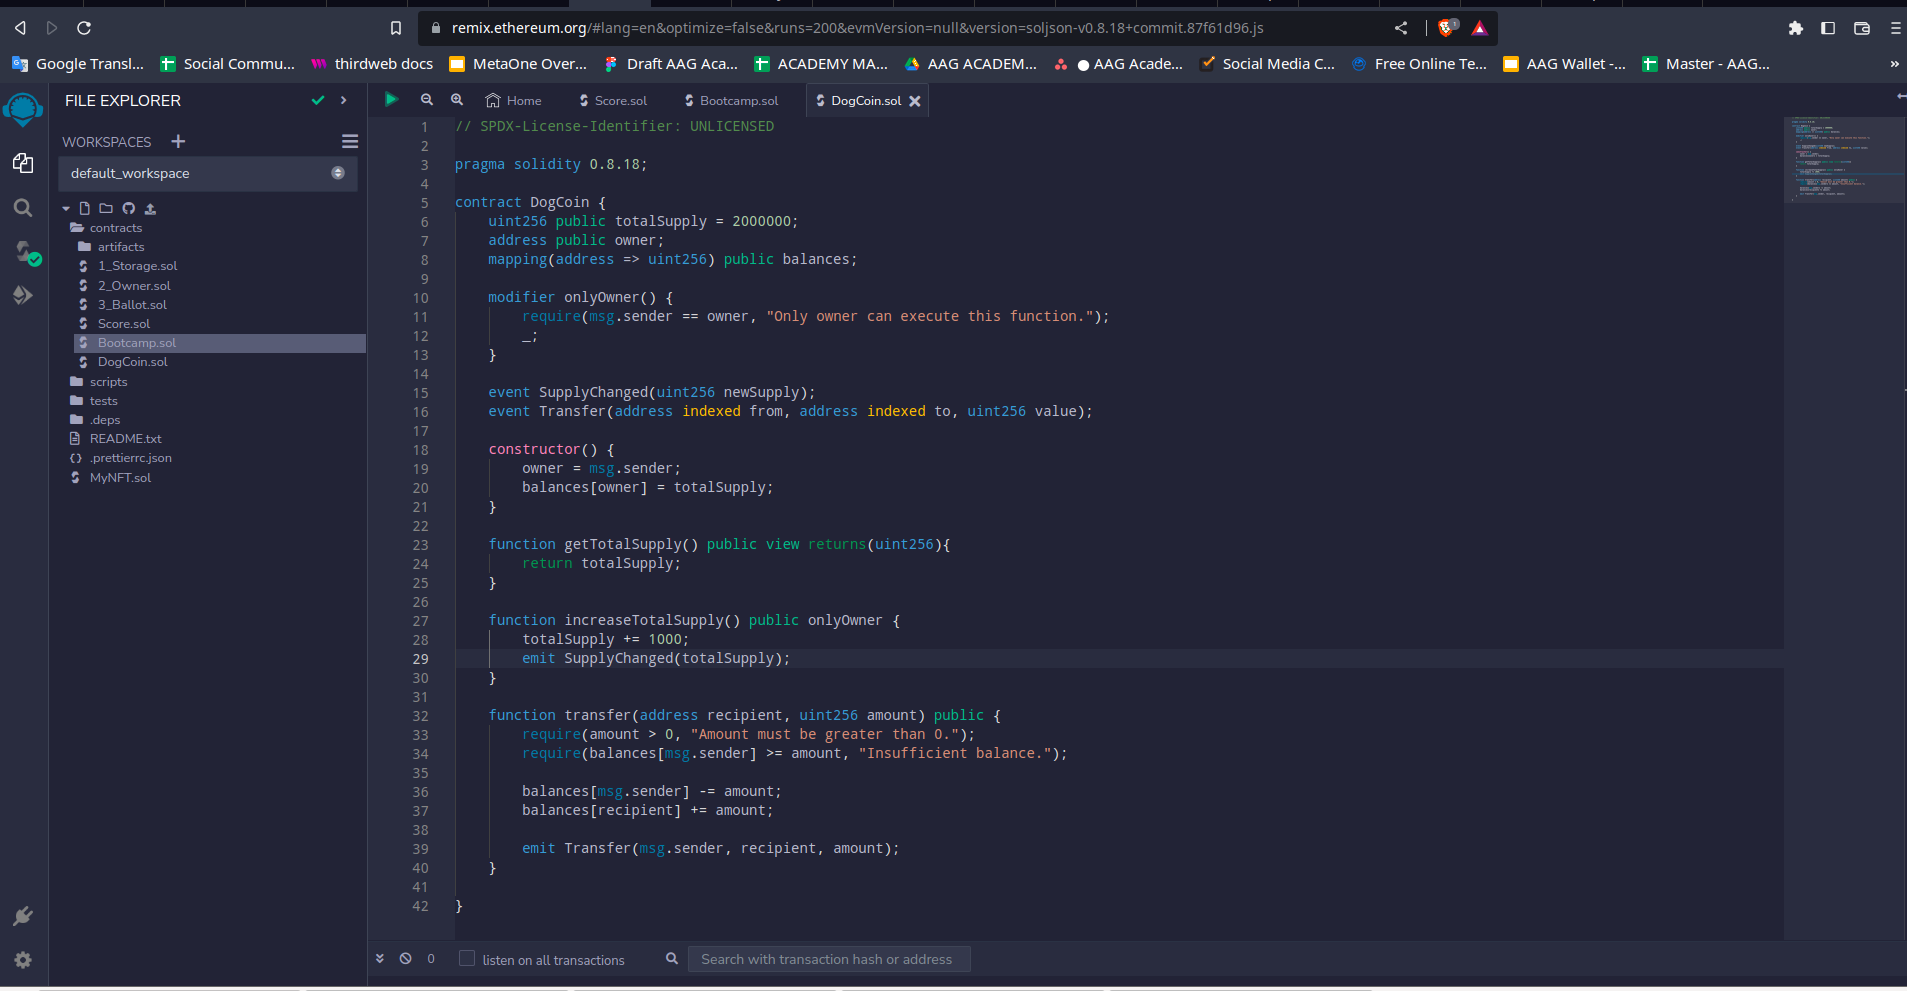 remix.ethereum.org/#lang=en&optimize=false&runs=200&evmVersion=null&version=soljson-v0.8.18+commit.87f61d96.js
1
Google Transl...
Social Commu...
thirdweb docs
MetaOne Over...
Draft AAG Aca...
ACADEMY MA...
AAG ACADEM...
AAG Acade...
Social Media C...
Free Online Te...
AAG Wallet -...
Master - AAG...
»
FILE EXPLORER
WORKSPACES
default_workspace
contracts
artifacts
1_Storage.sol
2_Owner.sol
3_Ballot.sol
Score.sol
Bootcamp.sol
DogCoin.sol
scripts
tests
.deps
README.txt
.prettierrc.json
MyNFT.sol
Home
Score.sol
Bootcamp.sol
DogCoin.sol
1 // SPDX-License-Identifier: UNLICENSED
2
3 pragma solidity 0.8.18;
4
5 contract DogCoin {
6 uint256 public totalSupply = 2000000;
7 address public owner;
8 mapping(address => uint256) public balances;
9
10 modifier onlyOwner() {
11 require(msg.sender == owner, "Only owner can execute this function.");
12 _;
13 }
14
15 event SupplyChanged(uint256 newSupply);
16 event Transfer(address indexed from, address indexed to, uint256 value);
17
18 constructor() {
19 owner = msg.sender;
20 balances[owner] = totalSupply;
21 }
22
23 function getTotalSupply() public view returns(uint256){
24 return totalSupply;
25 }
26
27 function increaseTotalSupply() public onlyOwner {
28 totalSupply += 1000;
29 emit SupplyChanged(totalSupply);
30 }
31
32 function transfer(address recipient, uint256 amount) public {
33 require(amount > 0, "Amount must be greater than 0.");
34 require(balances[msg.sender] >= amount, "Insufficient balance.");
35
36 balances[msg.sender] -= amount;
37 balances[recipient] += amount;
38
39 emit Transfer(msg.sender, recipient, amount);
40 }
41
42 }
0
listen on all transactions
Search with transaction hash or address